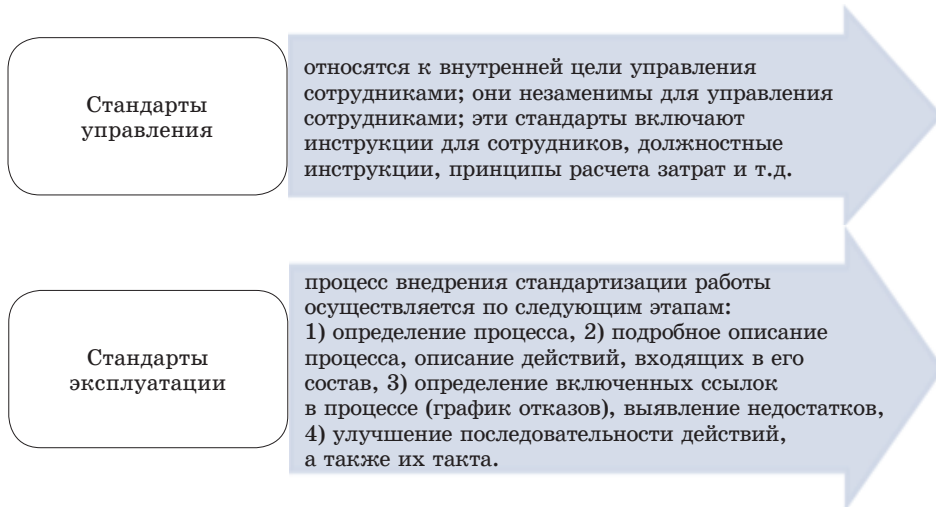 Стандарты
управления
относятся к внутренней цели управления
сотрудниками; они незаменимы для управления
сотрудниками; эти стандарты включают
инструкции для сотрудников, должностные
инструкции, принципы расчета затрат и т.д.
Стандарты
эксплуатации
процесс внедрения стандартизации работы
осуществляется по следующим этапам:
1) определение процесса, 2) подробное описание
процесса, описание действий, входящих в его
состав, 3) определение включенных ссылок
в процессе (график отказов), выявление недостатков,
4) улучшение последовательности действий,
а также их такта.